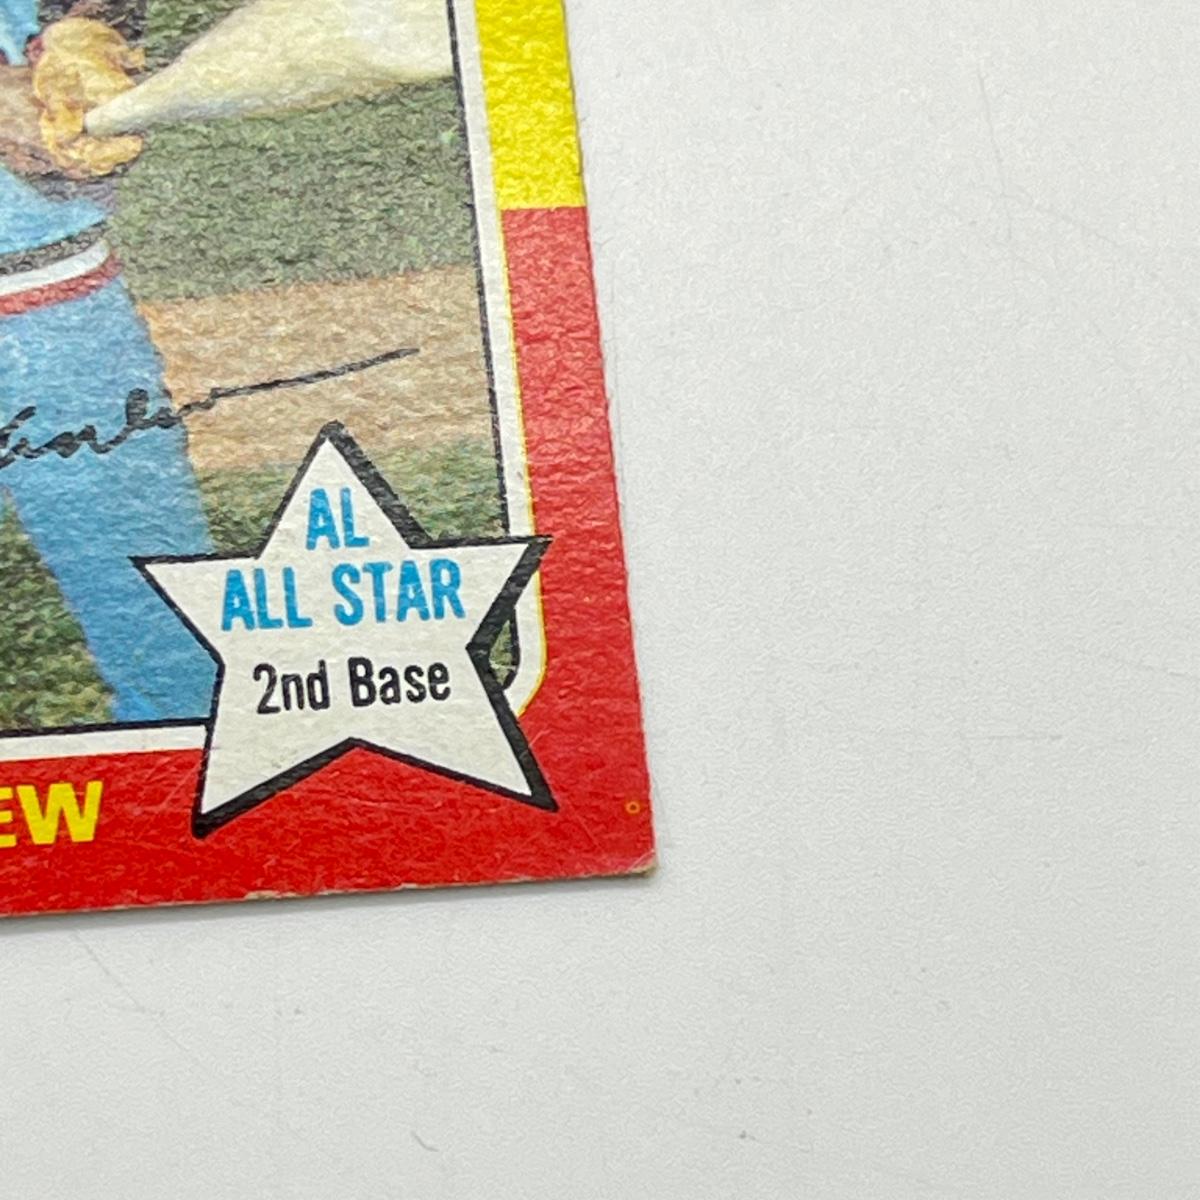 AL
ALL STAR
2nd Base
EW